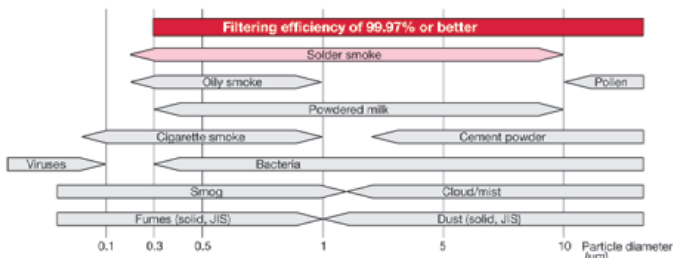 Filtering efficiency of 99.97% or better
Solder smoke
Oily smoke Pollen
Powdered milk
Cigarette smoke Cement powder
Viruses Bacteria
Smog Cloud/mist
Fumes (solid, JIS) Dust (solid, JIS)
0.1 0.3 0.5 1 5 10 Particle diameter
(um)